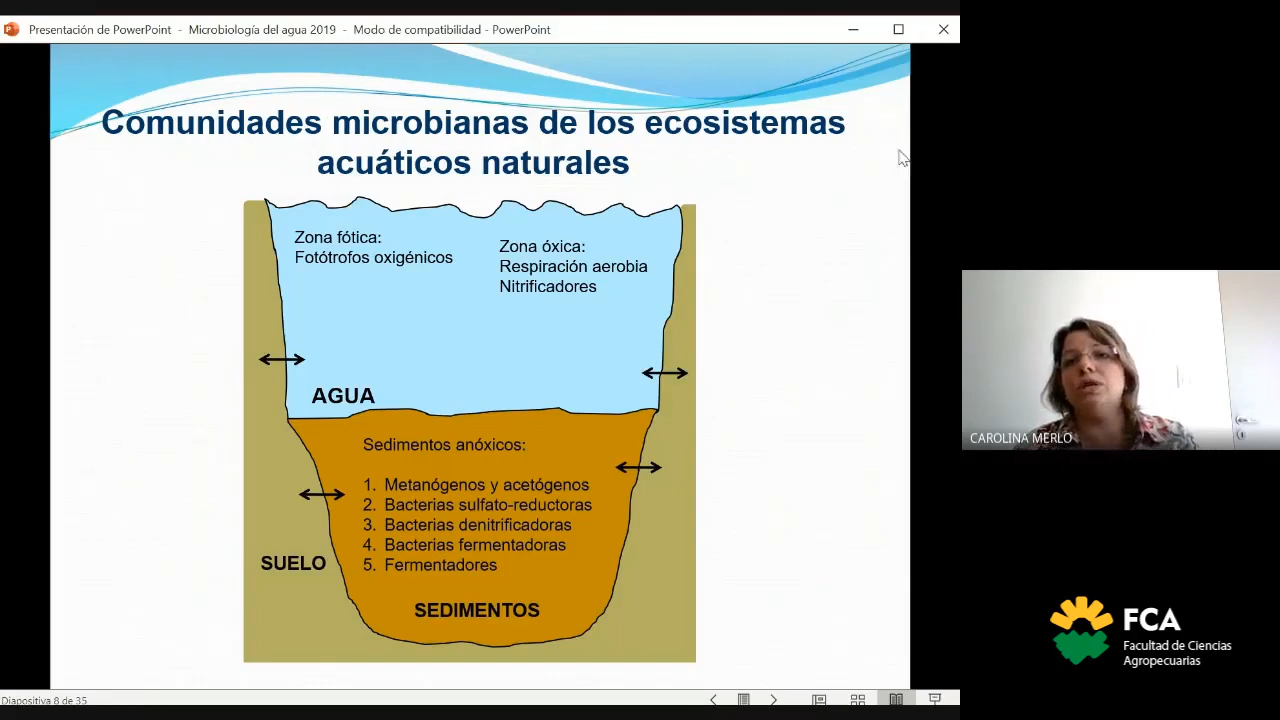 Presentación de PowerPoint - Microbiología del agua 2019 - Modo de compatibilidad - PowerPoint
Comunidades microbianas de los ecosistemas
acuáticos naturales
Zona fótica:
Fotótrofos oxigénicos
Zona óxica:
Respiración aerobia
Nitrificadores
AGUA
Sedimentos anóxicos:
1. Metanógenos y acetógenos
2. Bacterias sulfato-reductoras
3. Bacterias denitrificadoras
4. Bacterias fermentadoras
5. Fermentadores
SUELO
SEDIMENTOS
Diapositiva 8 de 35
CAROLINA MERLO
FCA
Facultad de Ciencias
Agropecuarias